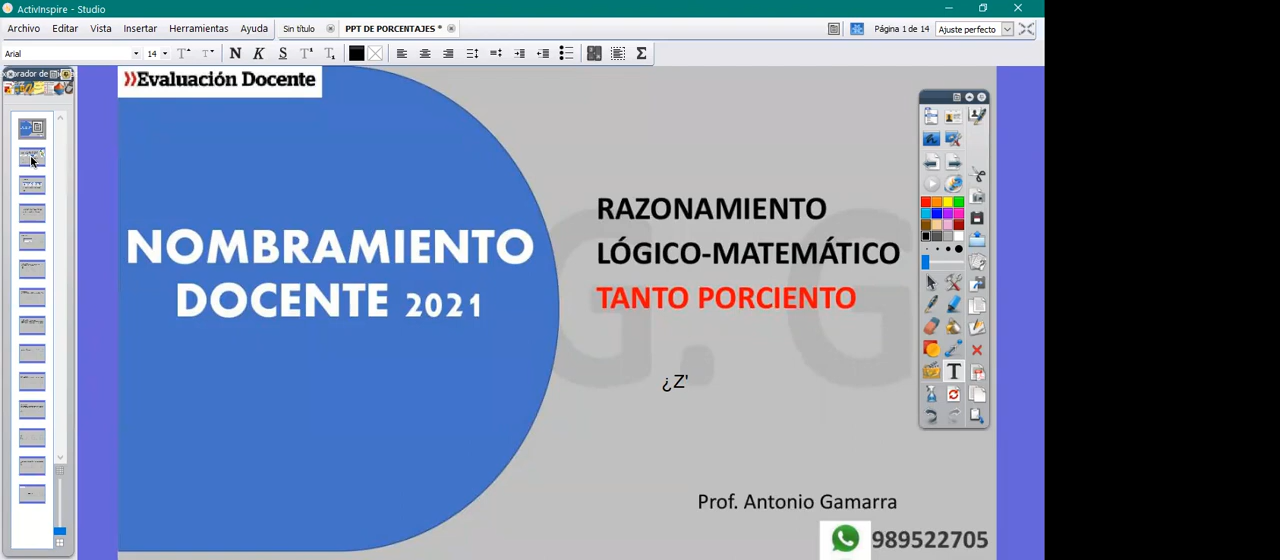 ActivInspire - Studio
Archivo Editar Vista Insertar Herramientas Ayuda
Sin título
PPT DE PORCENTAJES *
Página 1 de 14
Ajuste perfecto
Arial
14
N K S
»Evaluación Docente
NOMBRAMIENTO
DOCENTE 2021
RAZONAMIENTO
LÓGICO-MATEMÁTICO
TANTO PORCIENTO
¿Z'
Prof. Antonio Gamarra
989522705